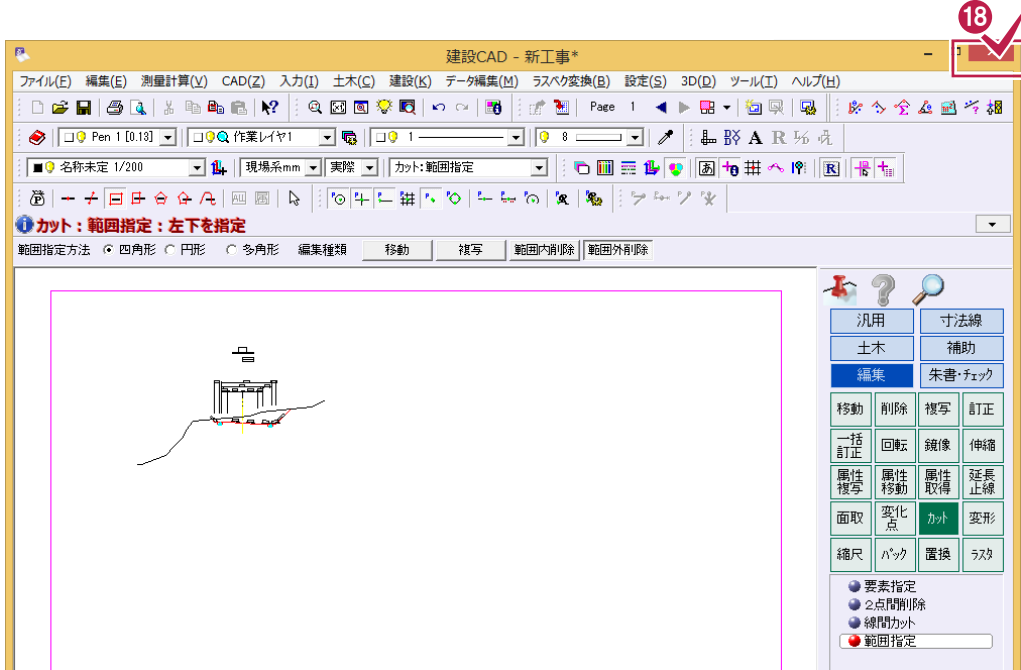 18
建設CAD - 新工事*
ファイル(F) 編集(E) 測量計算(V) CAD(Z) 入力(I) 土木(C) 建設(K) データ編集(M) ラスベク変換(B) 設定(S) 3D(D) ツール(T) ヘルプ(H)
Page 1
Pen 1 [0.13] 作業レイヤ1 1 8 A R
名称未定 1/200 現場系mm 実際 カット:範囲指定 あ R
カット:範囲指定:左下を指定
範囲指定方法 四角形 円形 多角形 編集種類 移動 複写 範囲内削除 範囲外削除
汎用 寸法線
土木 補助
編集 朱書・チェック
移動 削除 複写 訂正
一括訂正 回転 鏡像 伸縮
属性複写 属性移動 属性取得 延長止線
面取 変化点 カット 変形
縮尺 パック 置換 ラスタ
要素指定
2点間削除
線間カット
範囲指定